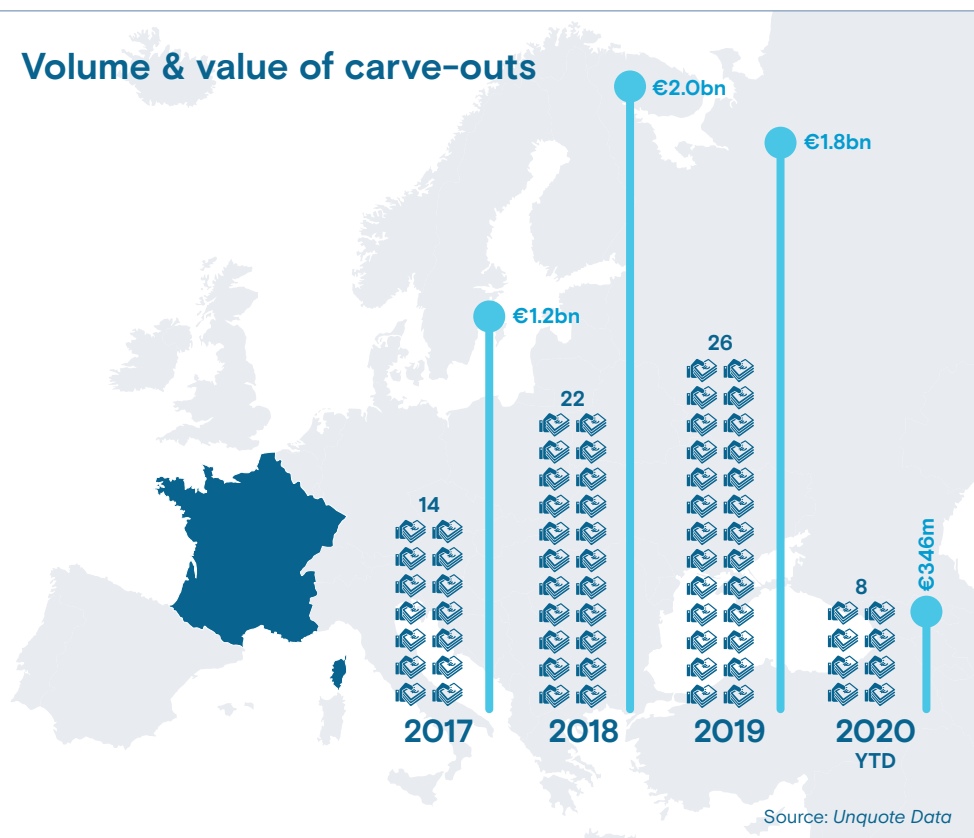 Volume & value of carve-outs
€2.0bn
€1.8bn
€1.2bn
26
22
14
€346m
8
2017
2018
2019
2020
YTD
Source: Unquote Data